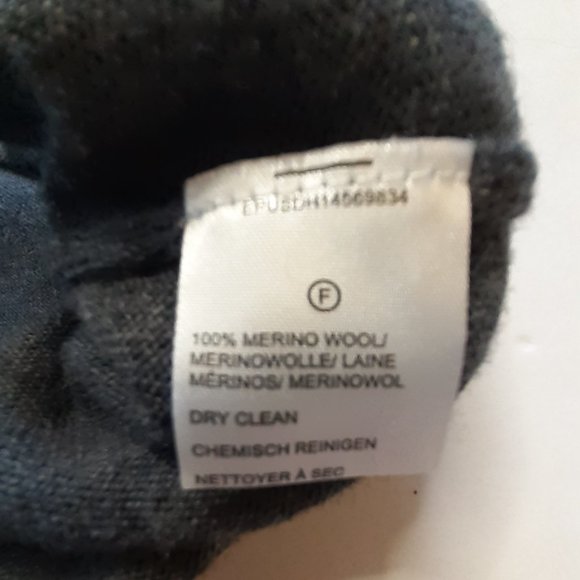 F
100% MERINO WOOL/
MERINOWOLLE/ LAINE
MÉRINOS/ MERINOWOL
DRY CLEAN
CHEMISCH REINIGEN
NETTOYER À SEC